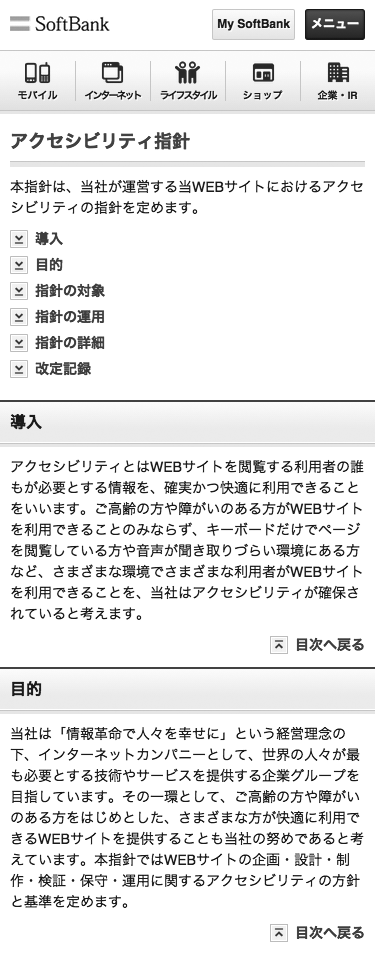 SoftBank
My SoftBank
メニュー
モバイル
インターネット
ライフスタイル
ショップ
企業・IR
アクセシビリティ指針
本指針は、当社が運営する当WEBサイトにおけるアクセ
シビリティの指針を定めます。
導入
目的
指針の対象
指針の運用
指針の詳細
改定記録
導入
アクセシビリティとはWEBサイトを閲覧する利用者の誰
もが必要とする情報を、確実かつ快適に利用できること
をいいます。ご高齢の方や障がいのある方がWEBサイト
を利用できることのみならず、キーボードだけでページ
を閲覧している方や音声が聞き取りづらい環境にある方
など、さまざまな環境でさまざまな利用者がWEBサイト
を利用できることを、当社はアクセシビリティが確保さ
れていると考えます。
目次へ戻る
目的
当社は「情報革命で人々を幸せに」という経営理念の
下、インターネットカンパニーとして、世界の人々が最
も必要とする技術やサービスを提供する企業グループを
目指しています。その一環として、ご高齢の方や障がい
のある方をはじめとした、さまざまな方が快適に利用で
きるWEBサイトを提供することも当社の努めであると考
えています。本指針ではWEBサイトの企画・設計・制
作・検証・保守・運用に関するアクセシビリティの方針
と基準を定めます。
目次へ戻る